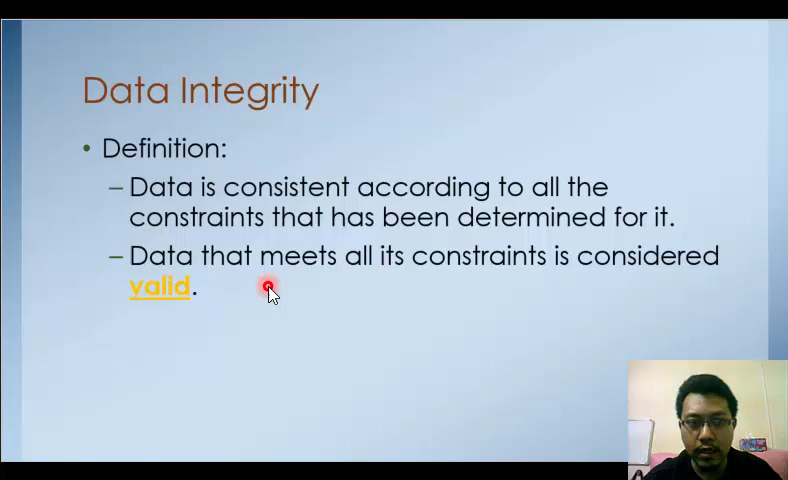 Data Integrity
• Definition:
– Data is consistent according to all the
constraints that has been determined for it.
– Data that meets all its constraints is considered
valid.